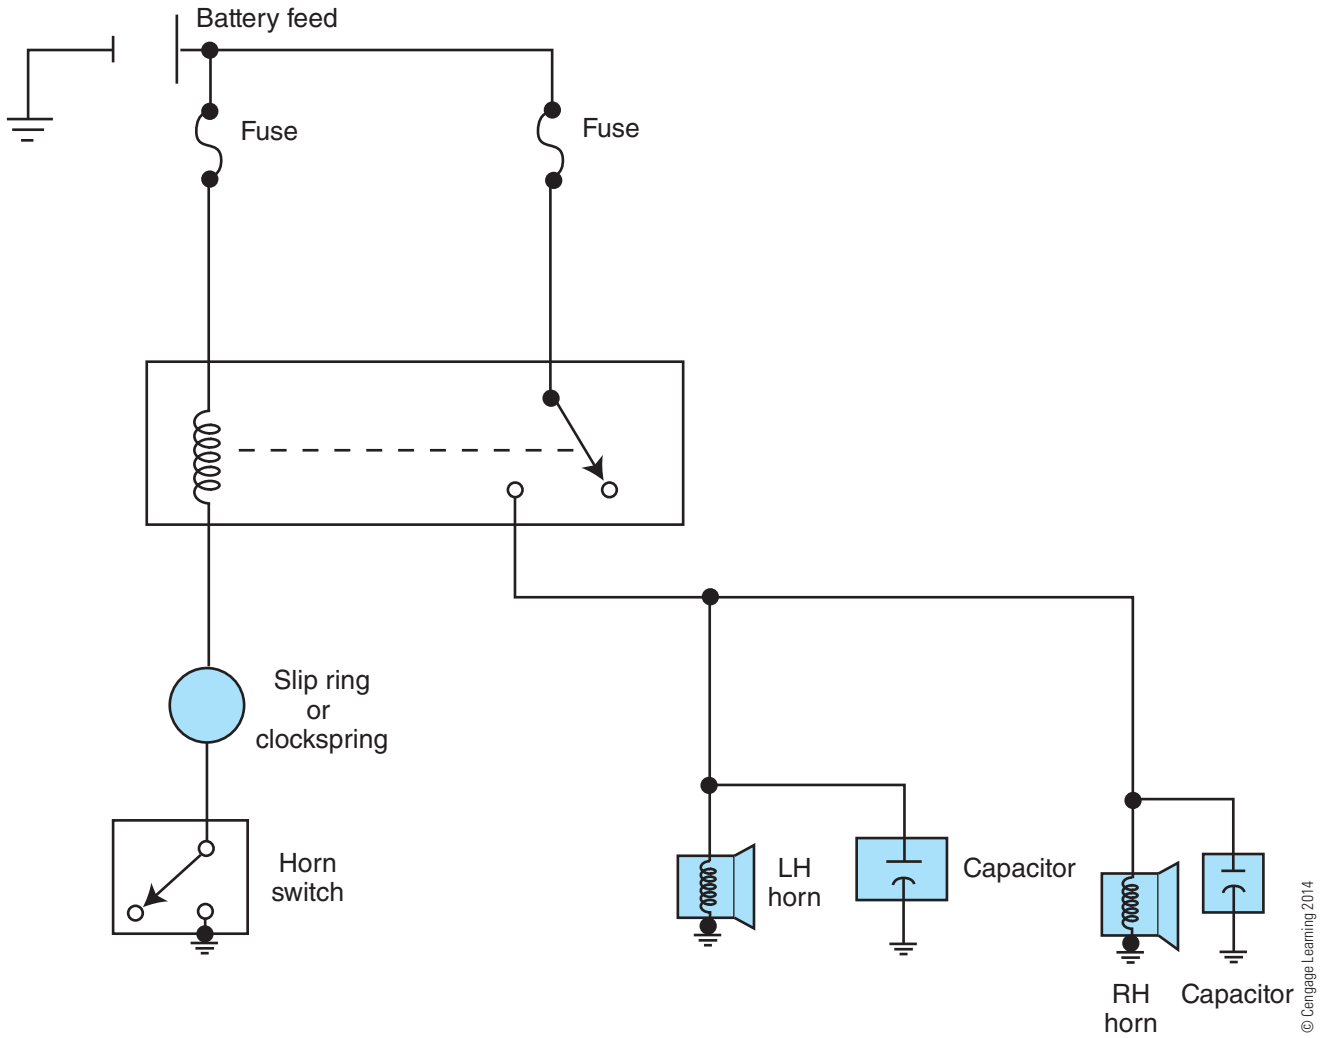 Battery feed
Fuse
Fuse
Slip ring
or
clockspring
Horn
switch
LH
horn
Capacitor
RH
horn
Capacitor
© Cengage Learning 2014